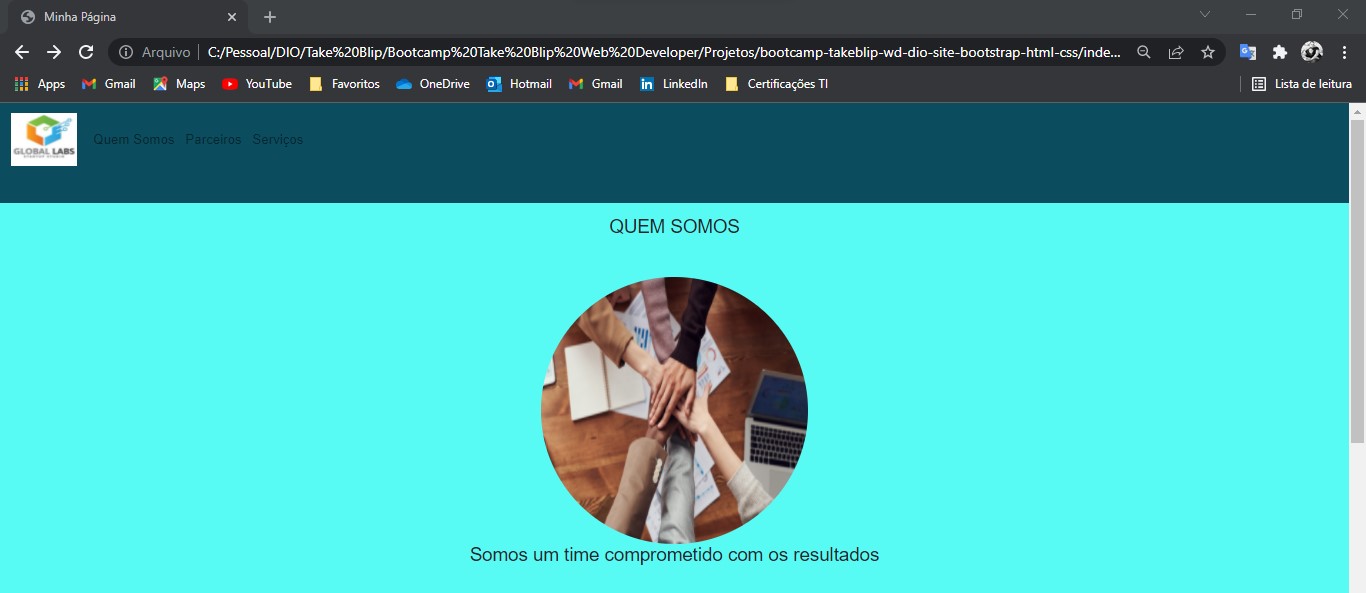 Minha Página
Arquivo C:/Pessoal/DIO/Take%20Blip/Bootcamp%20Take%20Blip%20Web%20Developer/Projetos/bootcamp-takeblip-wd-dio-site-bootstrap-html-css/inde...
Apps Gmail Maps YouTube Favoritos OneDrive Hotmail Gmail LinkedIn Certificações TI Lista de leitura
GLOBAL LABS
Quem Somos Parceiros Serviços
QUEM SOMOS
Somos um time comprometido com os resultados